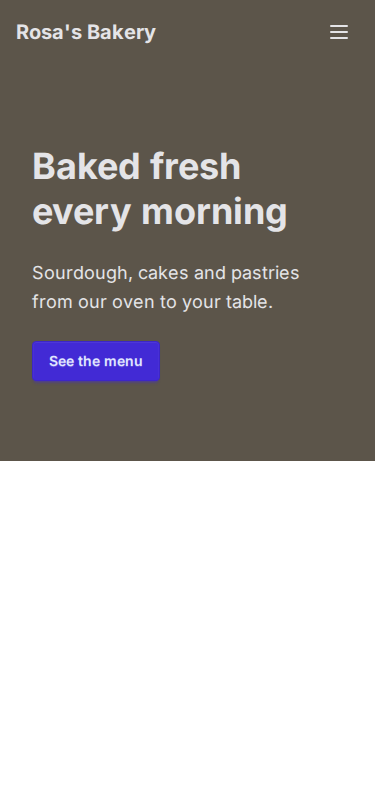 Rosa's Bakery
Baked fresh
every morning
Sourdough, cakes and pastries
from our oven to your table.
See the menu